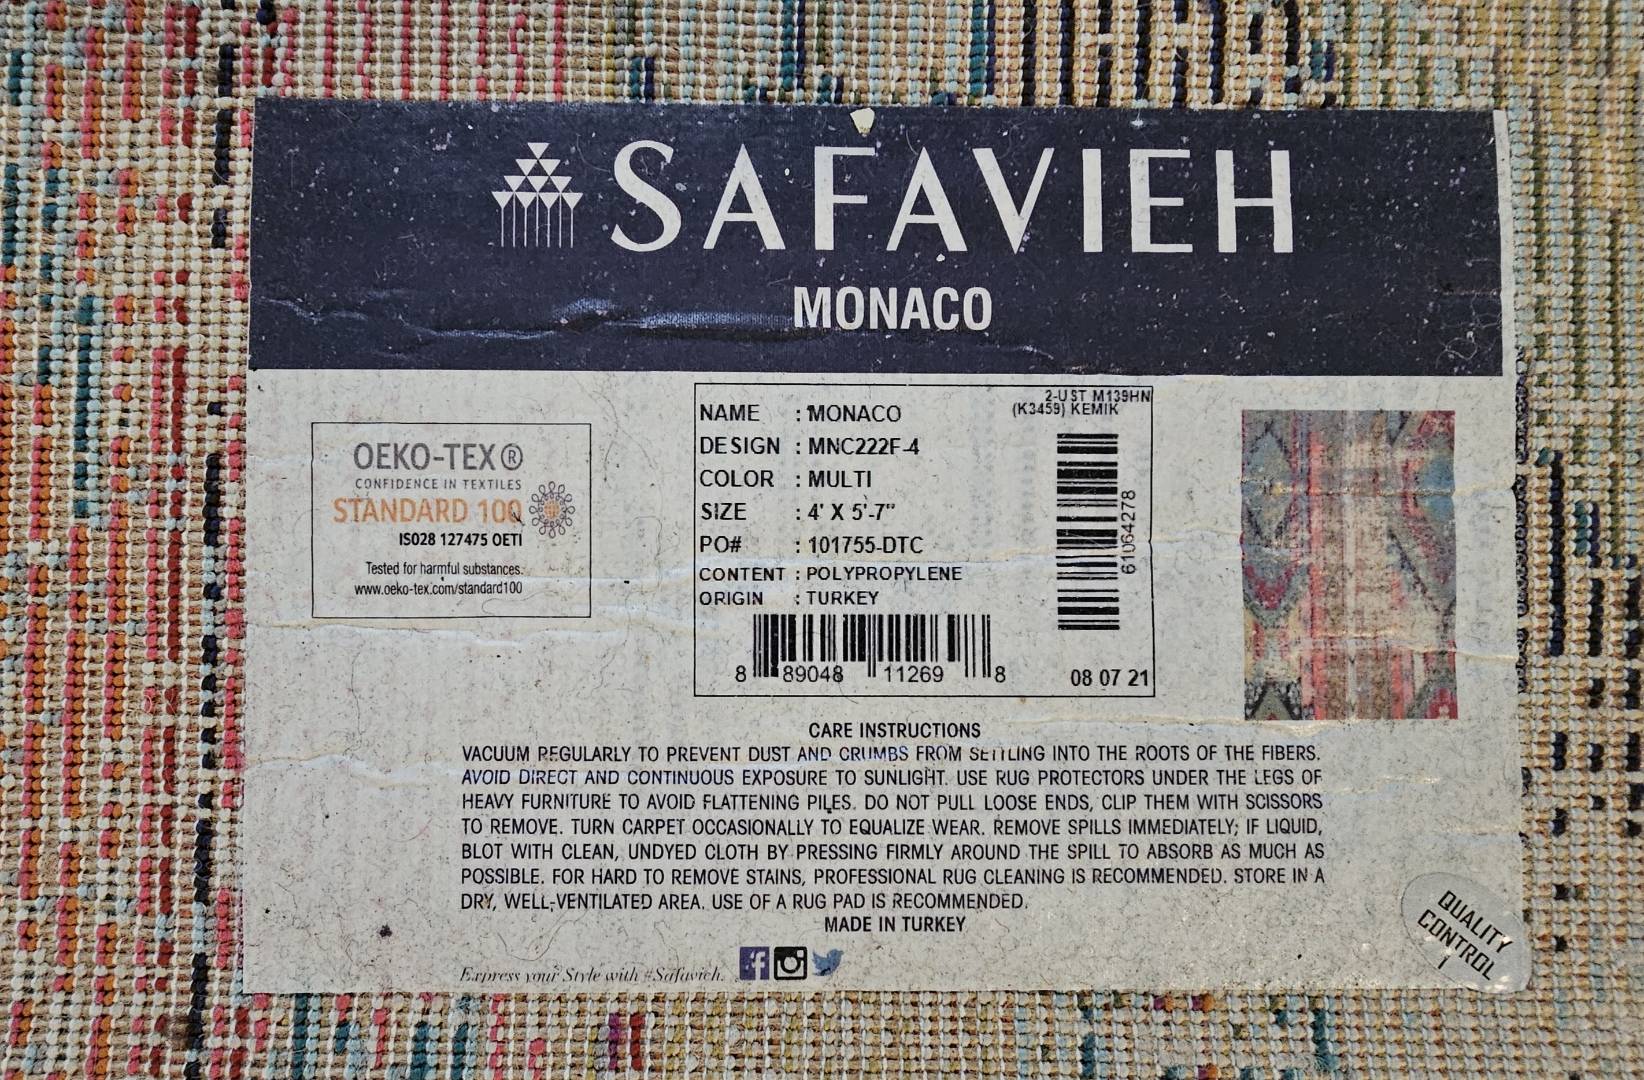 SAFAVIEH
MONACO
OEKO-TEX®
CONFIDENCE IN TEXTILES
STANDARD 100
IS028 127475 OETI
Tested for harmful substances.
www.oeko-tex.com/standard100
2-UST M139HN
(K3459) KEMIK
NAME : MONACO
DESIGN : MNC222F-4
COLOR : MULTI
SIZE : 4' X 5'-7"
PO# : 101755-DTC
CONTENT : POLYPROPYLENE
ORIGIN : TURKEY
61064278
8 89048 11269 8
08 07 21
CARE INSTRUCTIONS
VACUUM REGULARLY TO PREVENT DUST AND CRUMBS FROM SETTLING INTO THE ROOTS OF THE FIBERS.
AVOID DIRECT AND CONTINUOUS EXPOSURE TO SUNLIGHT. USE RUG PROTECTORS UNDER THE LEGS OF
HEAVY FURNITURE TO AVOID FLATTENING PILES. DO NOT PULL LOOSE ENDS, CLIP THEM WITH SCISSORS
TO REMOVE. TURN CARPET OCCASIONALLY TO EQUALIZE WEAR. REMOVE SPILLS IMMEDIATELY; IF LIQUID,
BLOT WITH CLEAN, UNDYED CLOTH BY PRESSING FIRMLY AROUND THE SPILL TO ABSORB AS MUCH AS
POSSIBLE. FOR HARD TO REMOVE STAINS, PROFESSIONAL RUG CLEANING IS RECOMMENDED. STORE IN A
DRY, WELL-VENTILATED AREA. USE OF A RUG PAD IS RECOMMENDED.
MADE IN TURKEY
Express your Style with #Safavieh.
QUALITY
CONTROL
1